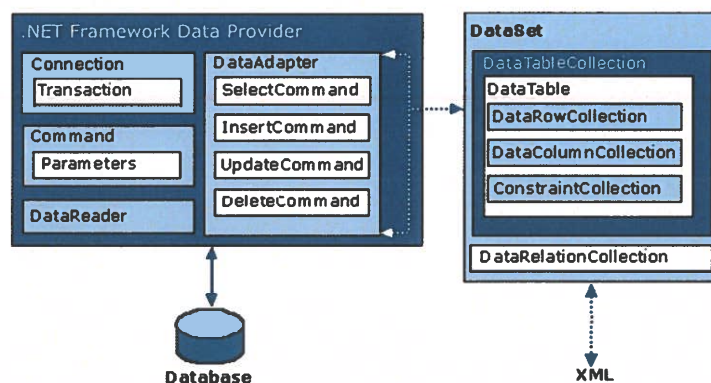 .NET Framework Data Provider
Connection
Transaction
Command
Parameters
DataReader
DataAdapter
SelectCommand
InsertCommand
UpdateCommand
DeleteCommand
Database
DataSet
DataTableCollection
DataTable
DataRowCollection
DataColumnCollection
ConstraintCollection
DataRelationCollection
XML